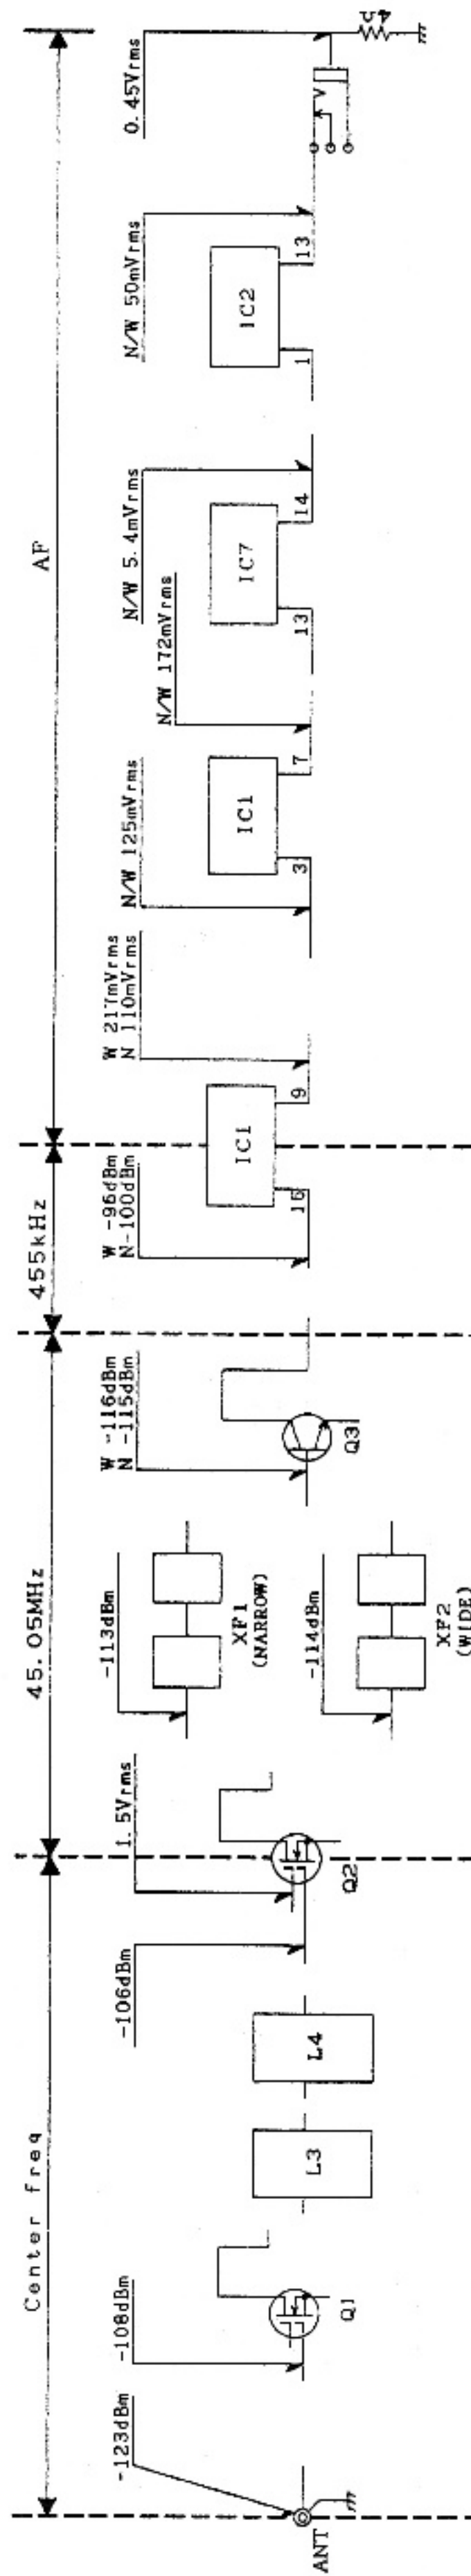 Center freq
45.05MHz
455kHz
AF
-123dBm
-108dBm
-106dBm
1.5Vrms
-113dBm
W -116dBm
N -115dBm
W -96dBm
N-100dBm
W 217mVrms
N 110mVrms
N/W 125mVrms
N/W 172mVrms
N/W 5.4mVrms
N/W 50mVrms
0.45Vrms
ANT
Q1
L3
L4
Q2
XF1
(NARROW)
-114dBm
XF2
(WIDE)
Q3
16
IC1
9
3
IC1
7
13
IC7
14
1
IC2
13
V